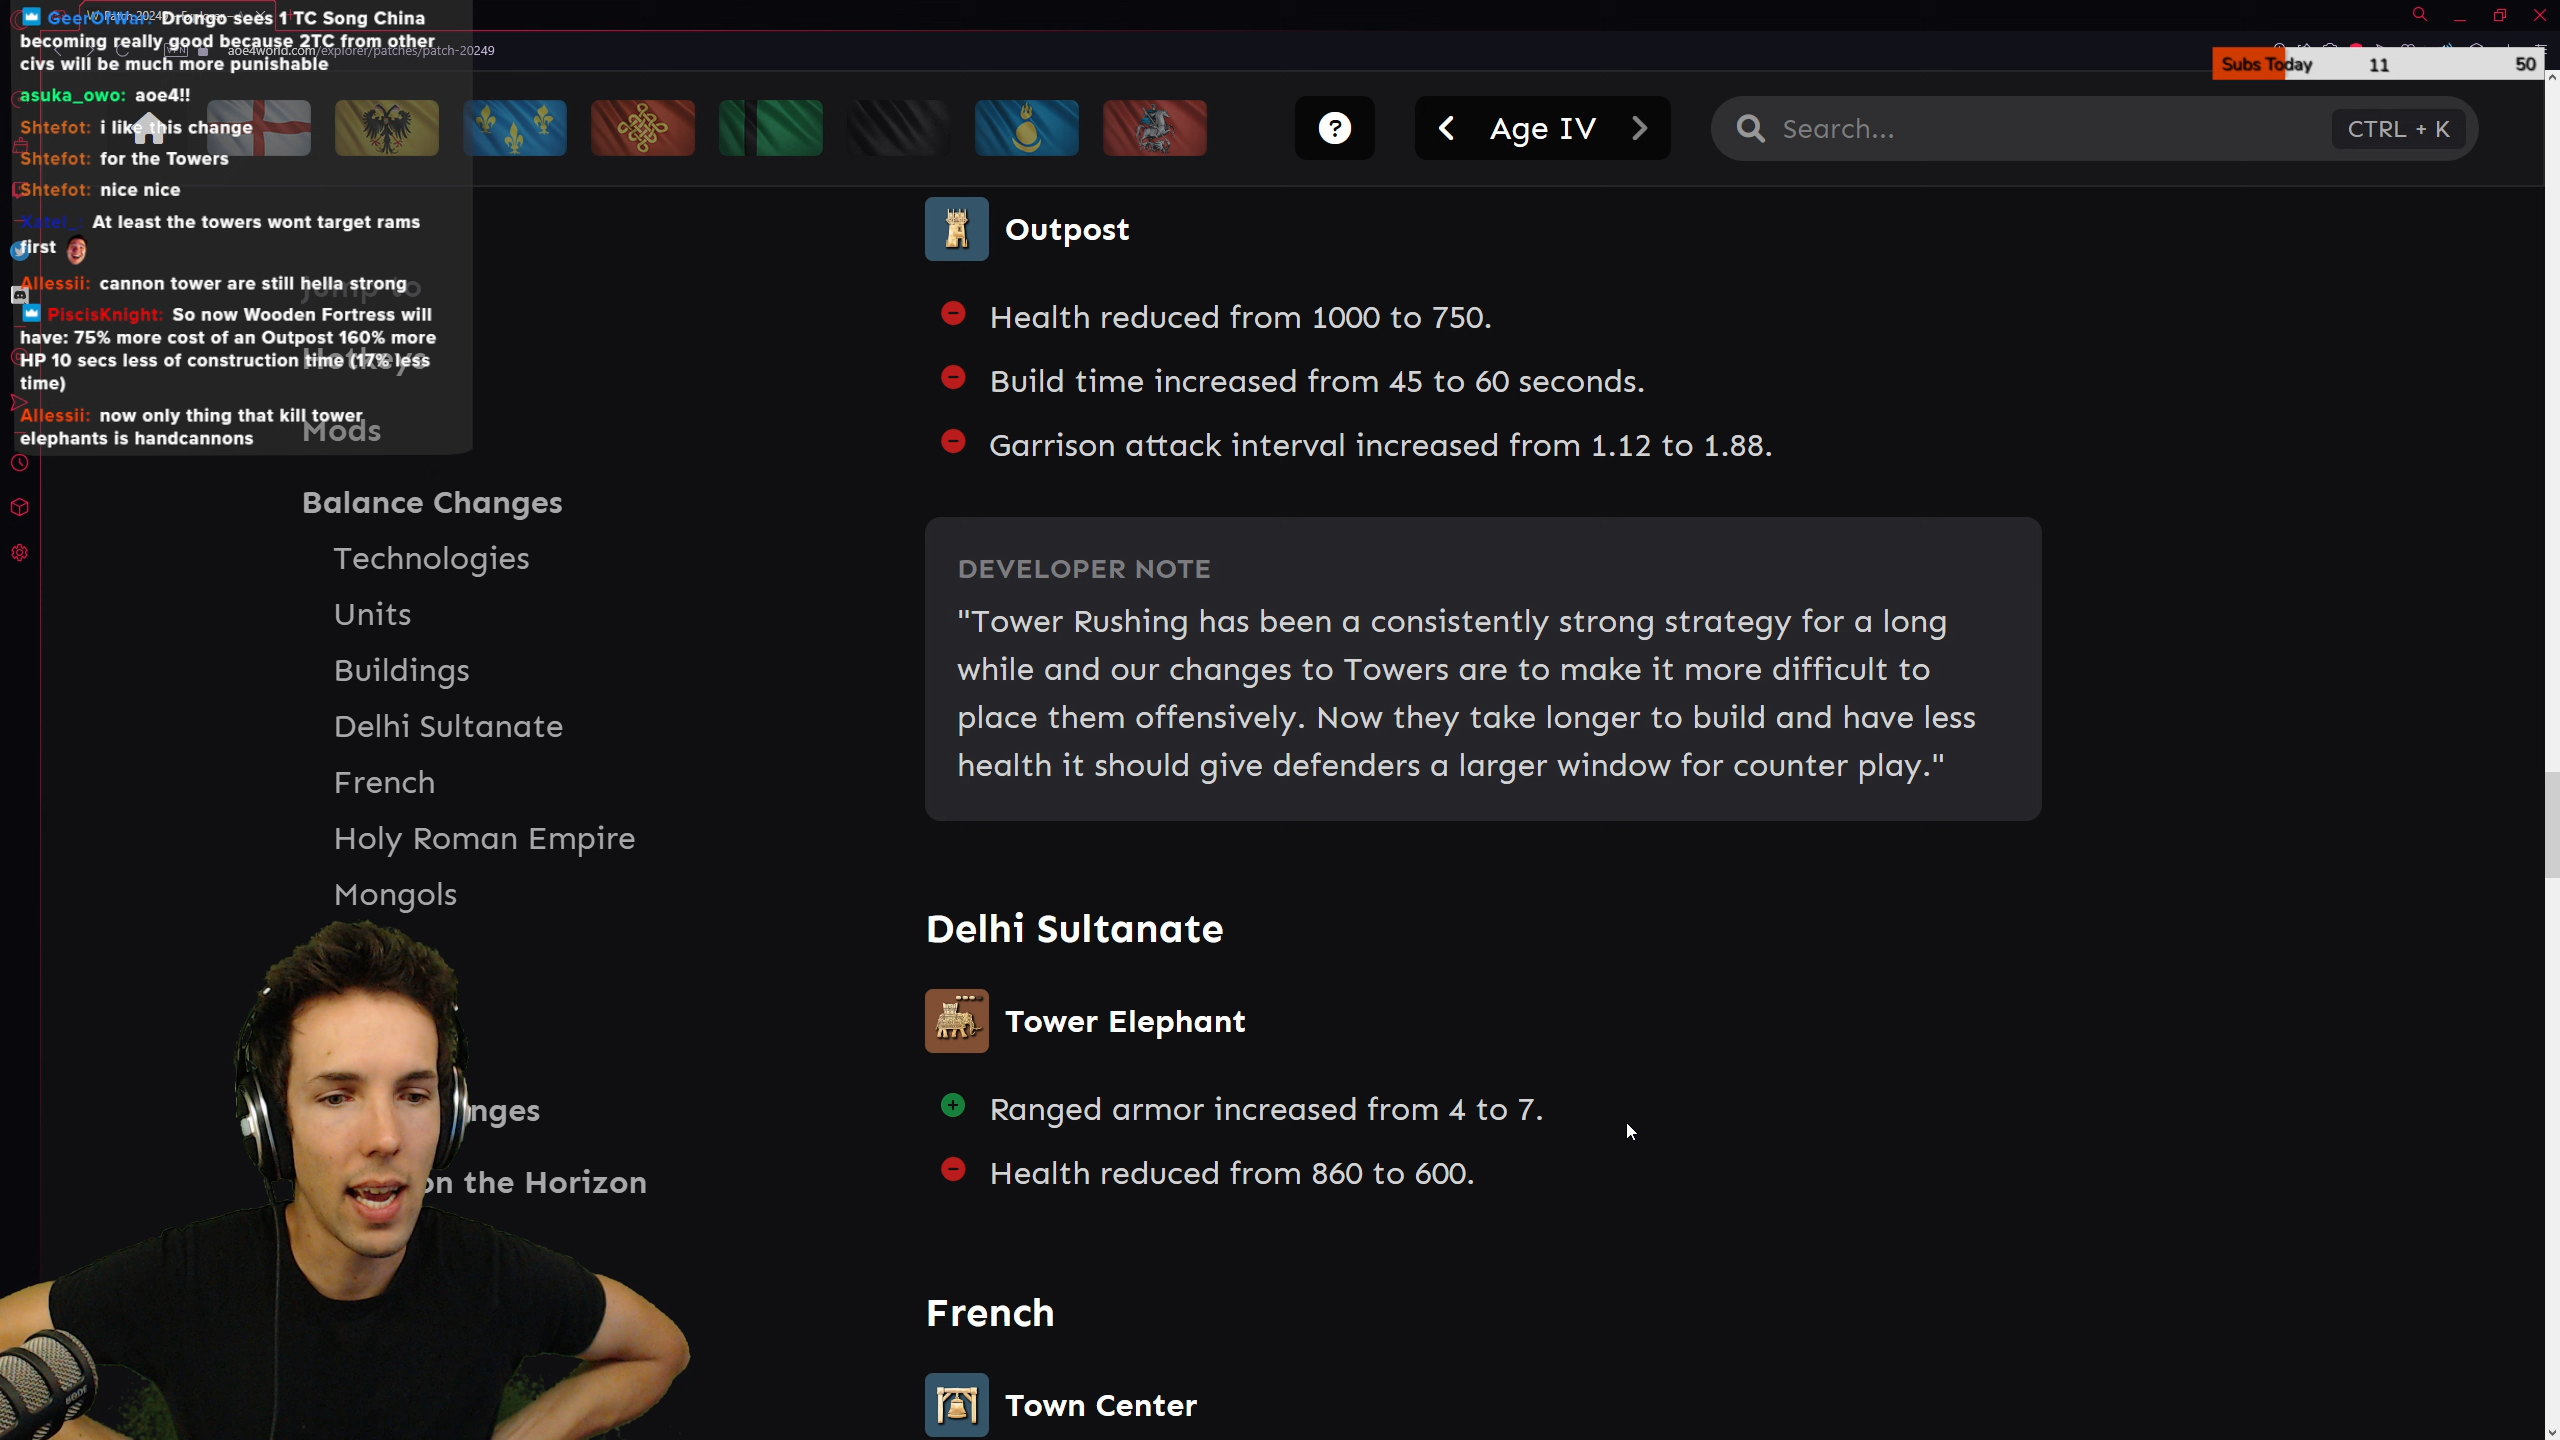 GeerOfWar: Drongo sees 1 TC Song China
becoming really good because 2TC from other
civs will be much more punishable
asuka_owo: aoe4!!
Shtefot: i like this change
Shtefot: for the Towers
Shtefot: nice nice
At least the towers wont target rams
first
Allessii: cannon tower are still hella strong
PiscisKnight: So now Wooden Fortress will
have: 75% more cost of an Outpost 160% more
HP 10 secs less of construction time (17% less
time)
Allessii: now only thing that kill tower
elephants is handcannons
aoe4world.com/explorer/patches/patch-20249
Subs Today 11 50
Age IV
Search...
CTRL + K
Jump to
Hotkeys
Mods
Balance Changes
Technologies
Units
Buildings
Delhi Sultanate
French
Holy Roman Empire
Mongols
nges
on the Horizon
Outpost
Health reduced from 1000 to 750.
Build time increased from 45 to 60 seconds.
Garrison attack interval increased from 1.12 to 1.88.
DEVELOPER NOTE
"Tower Rushing has been a consistently strong strategy for a long
while and our changes to Towers are to make it more difficult to
place them offensively. Now they take longer to build and have less
health it should give defenders a larger window for counter play."
Delhi Sultanate
Tower Elephant
Ranged armor increased from 4 to 7.
Health reduced from 860 to 600.
French
Town Center